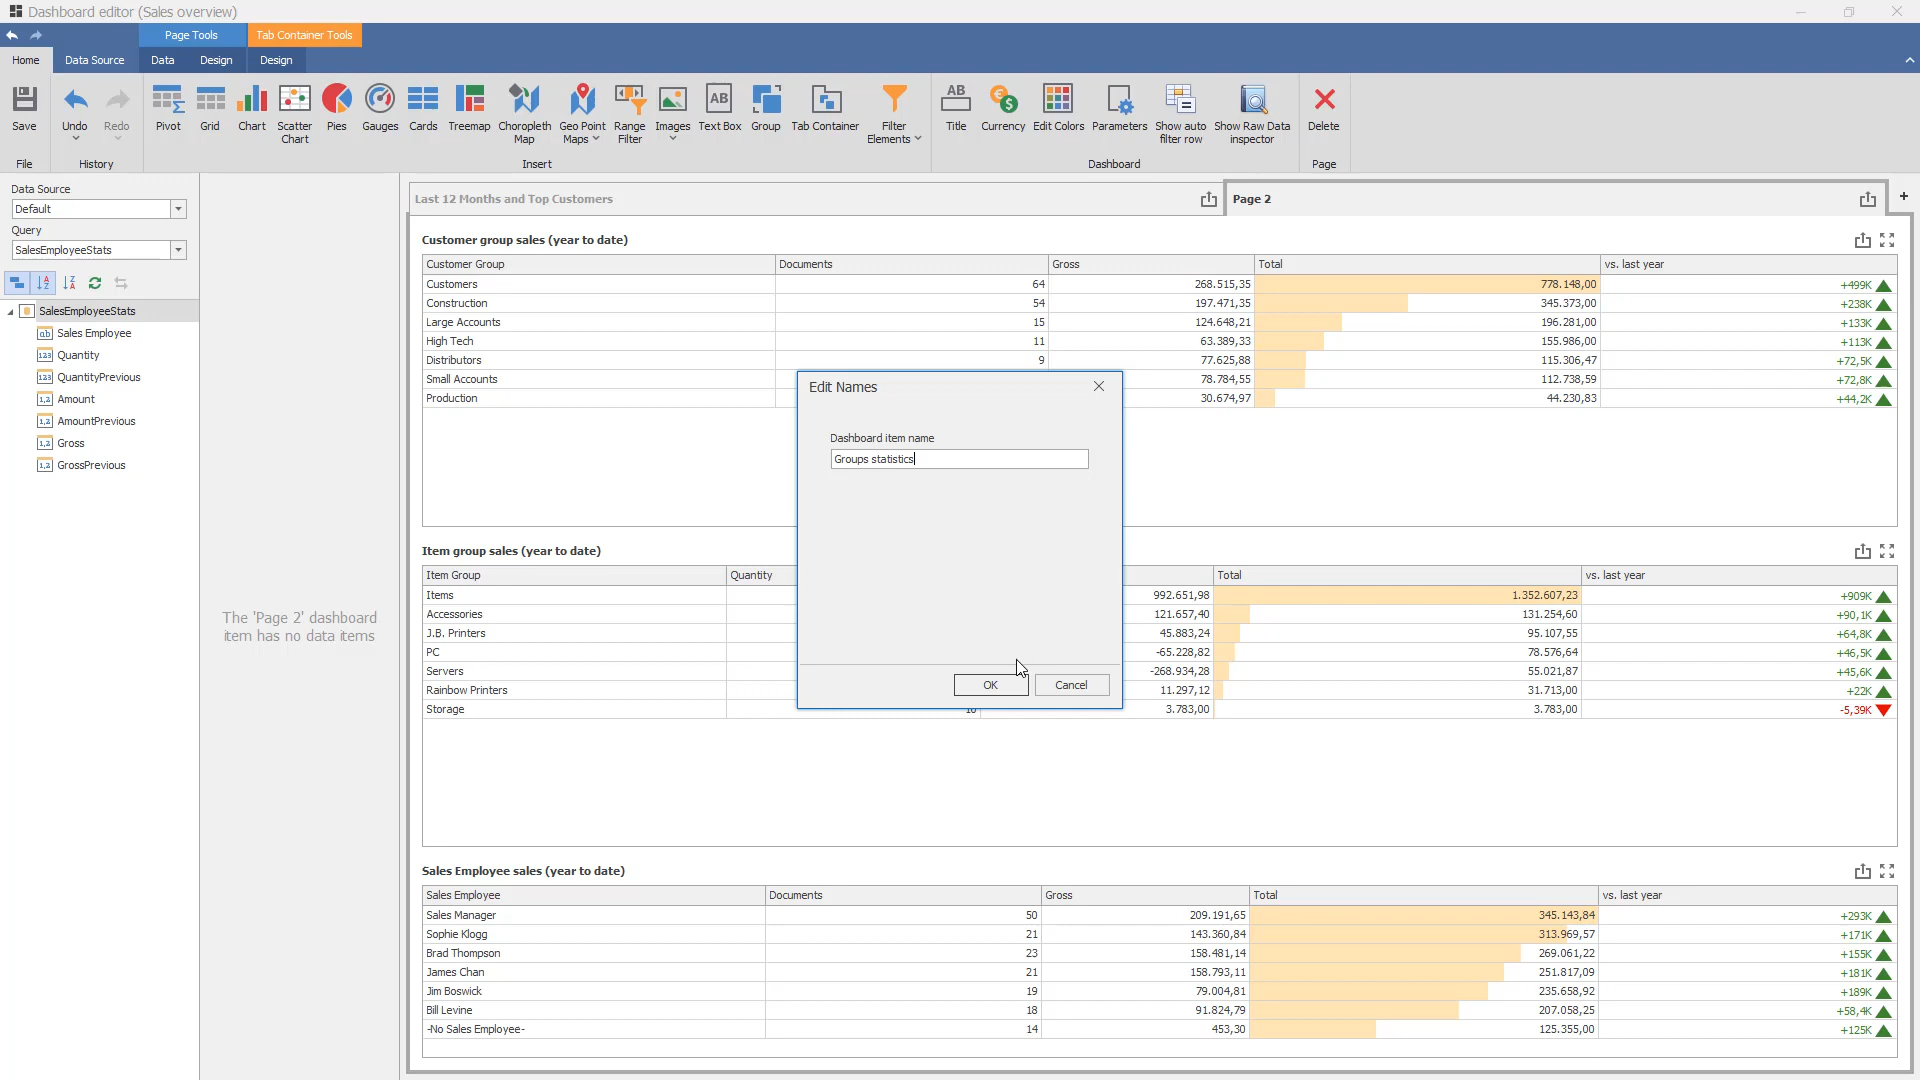 Dashboard editor (Sales overview)
Page Tools
Tab Container Tools
Home
Data Source
Data
Design
Design
Save
Undo
Redo
Pivot
Grid
Chart
Scatter Chart
Pies
Gauges
Cards
Treemap
Choropleth Map
Geo Point Maps
Range Filter
Images
AB
Text Box
Group
Tab Container
Filter Elements
AB
Title
Currency
Edit Colors
Parameters
Show auto filter row
Show Raw Data inspector
Delete
File
History
Insert
Dashboard
Page
Data Source
Default
Query
SalesEmployeeStats
SalesEmployeeStats
ab Sales Employee
123 Quantity
123 QuantityPrevious
1,2 Amount
1,2 AmountPrevious
1,2 Gross
1,2 GrossPrevious
The 'Page 2' dashboard
item has no data items
Last 12 Months and Top Customers
Page 2
+
Customer group sales (year to date)
Customer Group Documents Gross Total vs. last year
Customers 64 268.515,35 778.148,00 +499K
Construction 54 197.471,35 345.373,00 +238K
Large Accounts 15 124.648,21 196.281,00 +133K
High Tech 11 63.389,33 155.986,00 +113K
Distributors 9 77.625,88 115.306,47 +72,5K
Small Accounts 78.784,55 112.738,59 +72,8K
Production 30.674,97 44.230,83 +44,2K
Edit Names
Dashboard item name
Groups statistics
OK
Cancel
Item group sales (year to date)
Item Group Quantity Total vs. last year
Items 992.651,98 1.352.607,23 +909K
Accessories 121.657,40 131.254,60 +90,1K
J.B. Printers 45.883,24 95.107,55 +64,8K
PC -65.228,82 78.576,64 +46,5K
Servers -268.934,28 55.021,87 +45,6K
Rainbow Printers 11.297,12 31.713,00 +22K
Storage 3.783,00 3.783,00 -5,39K
Sales Employee sales (year to date)
Sales Employee Documents Gross Total vs. last year
Sales Manager 50 209.191,65 345.143,84 +293K
Sophie Klogg 21 143.360,84 313.969,57 +171K
Brad Thompson 23 158.481,14 269.061,22 +155K
James Chan 21 158.793,11 251.817,09 +181K
Jim Boswick 19 79.004,81 235.658,92 +189K
Bill Levine 18 91.824,79 207.058,25 +58,4K
-No Sales Employee- 14 453,30 125.355,00 +125K